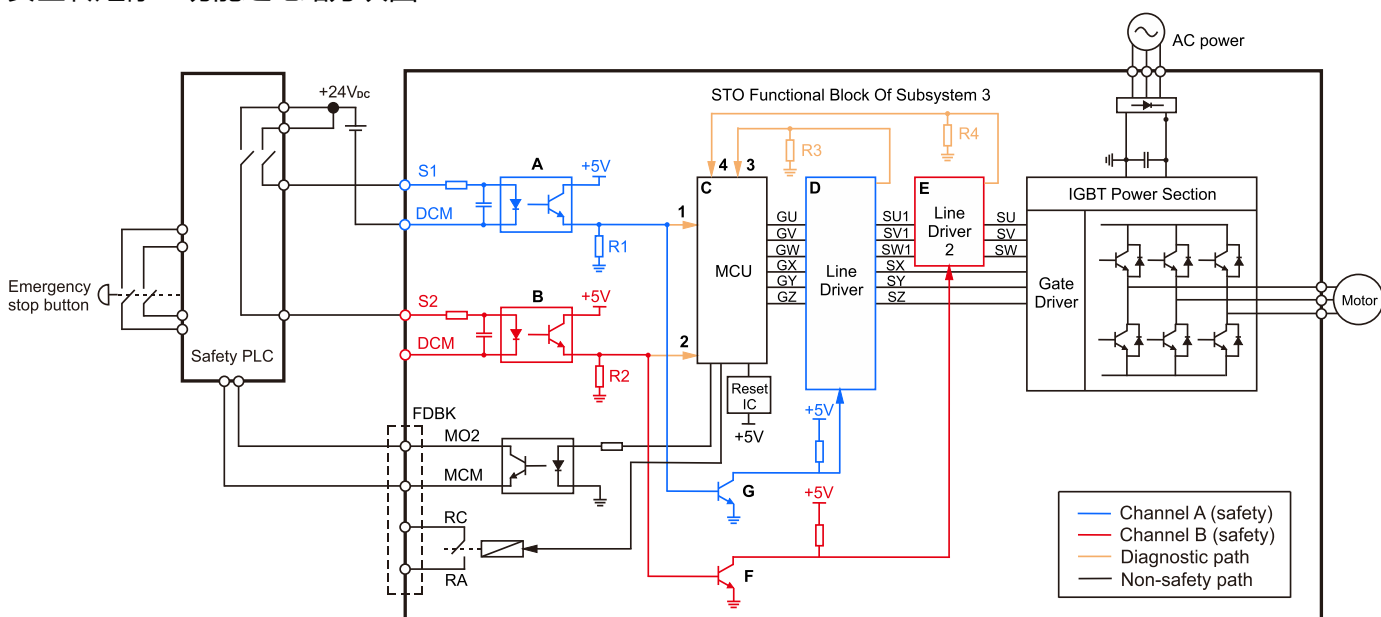 AC power
+24VDC
STO Functional Block Of Subsystem 3
R4
R3
S1
A
+5V
4
3
C
D
E
IGBT Power Section
DCM
1
R1
GU
GV
GW
GX
GY
GZ
MCU
Line
Driver
SU1
SV1
SW1
SX
SY
SZ
Line
Driver
2
SU
SV
SW
Gate
Driver
Emergency
stop button
Motor
S2
B
+5V
DCM
2
R2
Safety PLC
Reset
IC
+5V
FDBK
MO2
MCM
+5V
G
+5V
RC
RA
F
Channel A (safety)
Channel B (safety)
Diagnostic path
Non-safety path